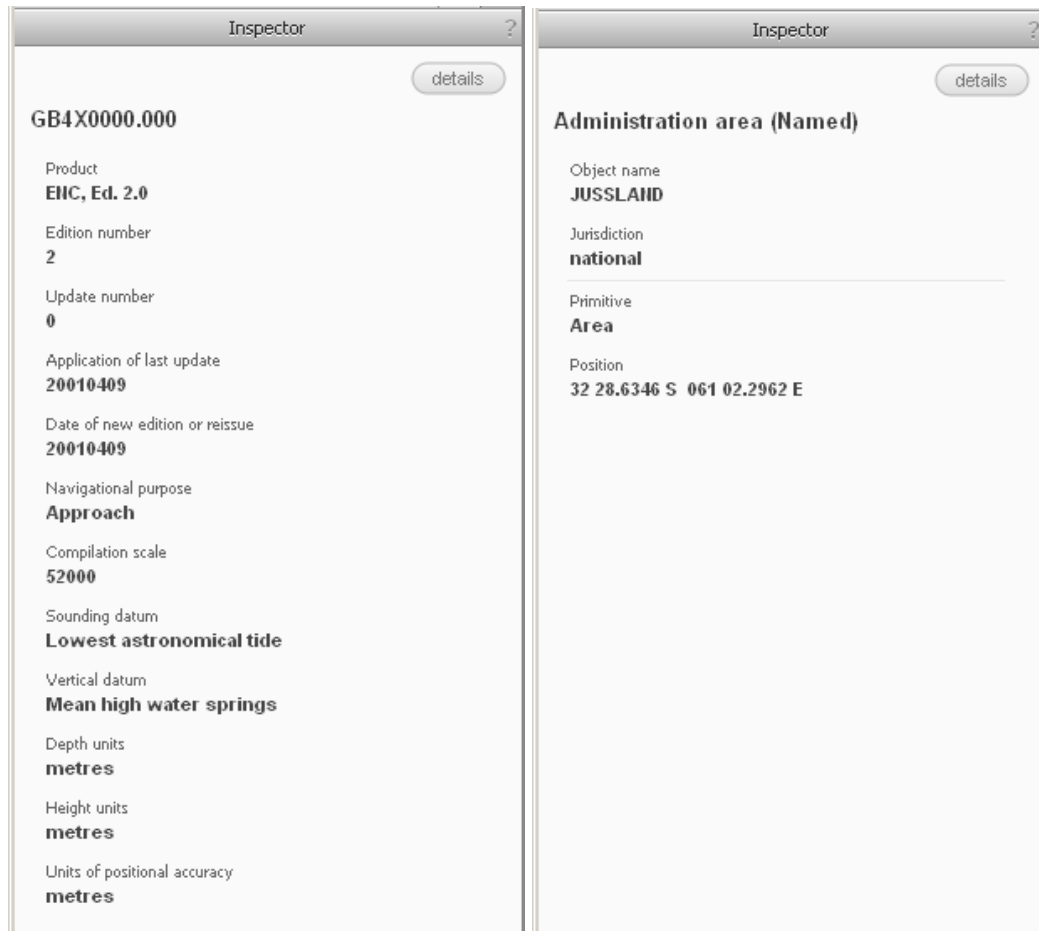 Inspector ?
details
GB4X0000.000
Product
ENC, Ed. 2.0
Edition number
2
Update number
0
Application of last update
20010409
Date of new edition or reissue
20010409
Navigational purpose
Approach
Compilation scale
52000
Sounding datum
Lowest astronomical tide
Vertical datum
Mean high water springs
Depth units
metres
Height units
metres
Units of positional accuracy
metres
Inspector ?
details
Administration area (Named)
Object name
JUSSLAND
Jurisdiction
national
Primitive
Area
Position
32 28.6346 S 061 02.2962 E